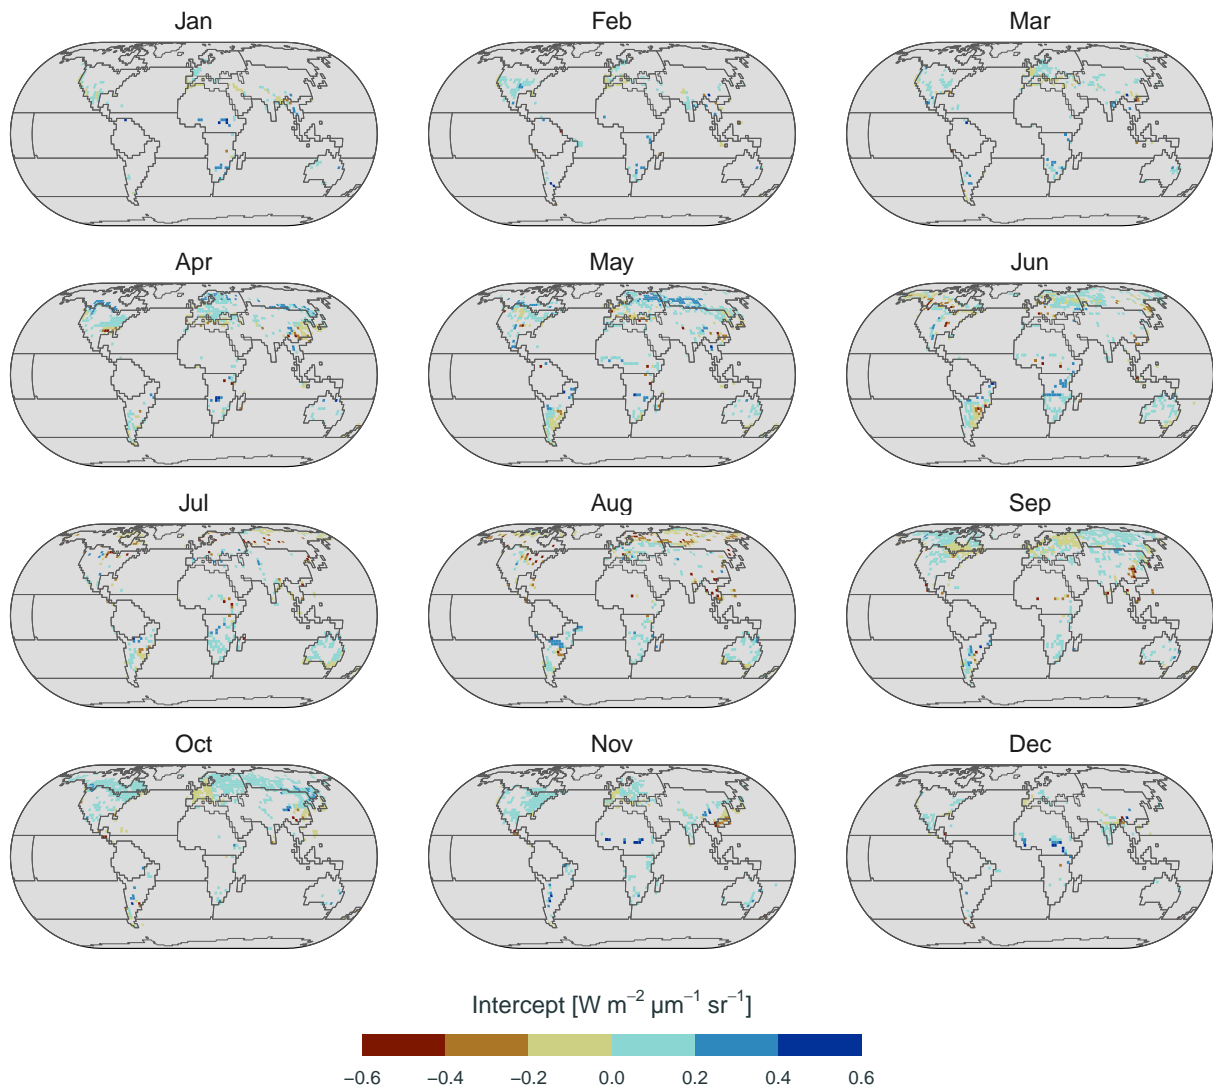 Jan Feb Mar
Apr May Jun
Jul Aug Sep
Oct Nov Dec
Intercept [W m⁻² µm⁻¹ sr⁻¹]
−0.6 −0.4 −0.2 0.0 0.2 0.4 0.6